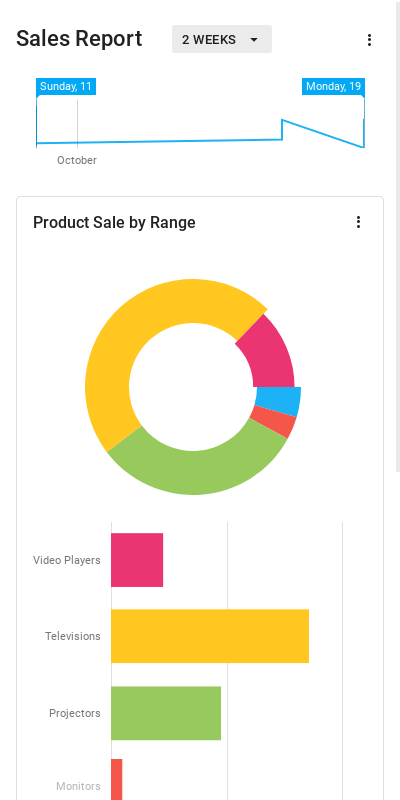 Sales Report
2 WEEKS
Sunday, 11
Monday, 19
October
Product Sale by Range
Video Players
Televisions
Projectors
Monitors